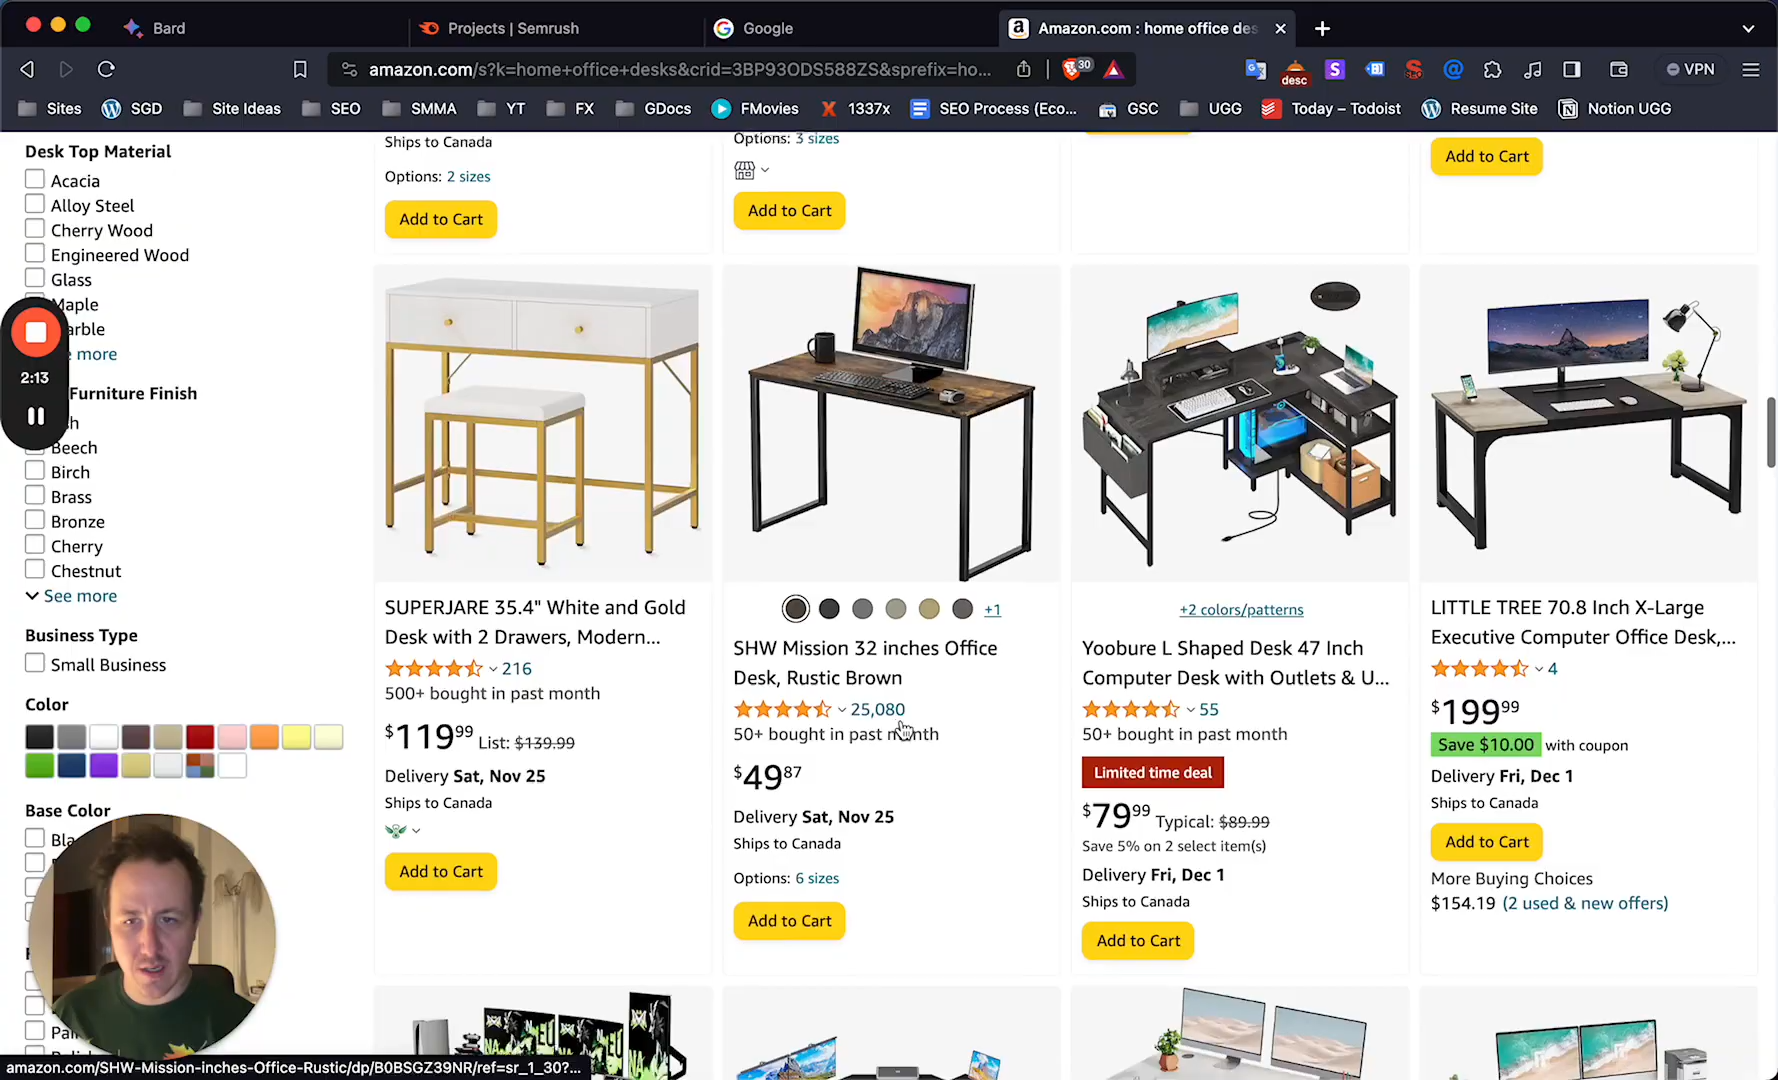 Bard
Projects | Semrush
Google
Amazon.com : home office des
amazon.com/s?k=home+office+desks&crid=3BP93ODS588ZS&sprefix=ho...
30
desc
VPN
Sites
SGD
Site Ideas
SEO
SMMA
YT
FX
GDocs
FMovies
1337x
SEO Process (Eco...
GSC
UGG
Today – Todoist
Resume Site
Notion UGG
Desk Top Material
Acacia
Alloy Steel
Cherry Wood
Engineered Wood
Glass
Maple
arble
e more
2:13
Furniture Finish
Beech
Birch
Brass
Bronze
Cherry
Chestnut
See more
Business Type
Small Business
Color
Base Color
Ships to Canada
Options: 2 sizes
Add to Cart
Options: 3 sizes
Add to Cart
Add to Cart
SUPERJARE 35.4" White and Gold
Desk with 2 Drawers, Modern...
216
500+ bought in past month
$119.99 List: $139.99
Delivery Sat, Nov 25
Ships to Canada
Add to Cart
+1
SHW Mission 32 inches Office
Desk, Rustic Brown
25,080
50+ bought in past month
$49.87
Delivery Sat, Nov 25
Ships to Canada
Options: 6 sizes
Add to Cart
+2 colors/patterns
Yoobure L Shaped Desk 47 Inch
Computer Desk with Outlets & U...
55
50+ bought in past month
Limited time deal
$79.99 Typical: $89.99
Save 5% on 2 select item(s)
Delivery Fri, Dec 1
Ships to Canada
Add to Cart
LITTLE TREE 70.8 Inch X-Large
Executive Computer Office Desk,...
4
$199.99
Save $10.00 with coupon
Delivery Fri, Dec 1
Ships to Canada
Add to Cart
More Buying Choices
$154.19 (2 used & new offers)
amazon.com/SHW-Mission-inches-Office-Rustic/dp/B0BSGZ39NR/ref=sr_1_30?...